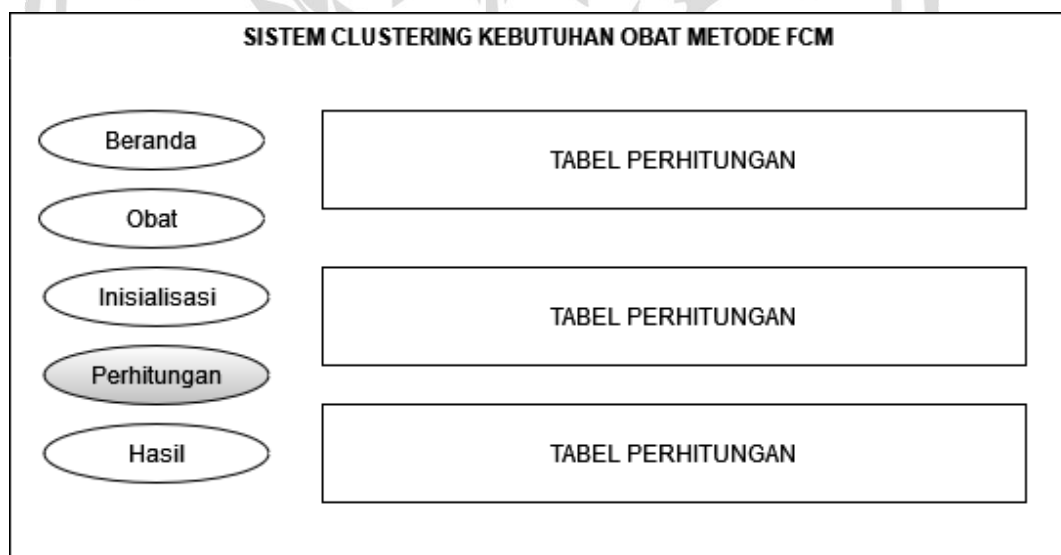 SISTEM CLUSTERING KEBUTUHAN OBAT METODE FCM
Beranda
Obat
Inisialisasi
Perhitungan
Hasil
TABEL PERHITUNGAN
TABEL PERHITUNGAN
TABEL PERHITUNGAN